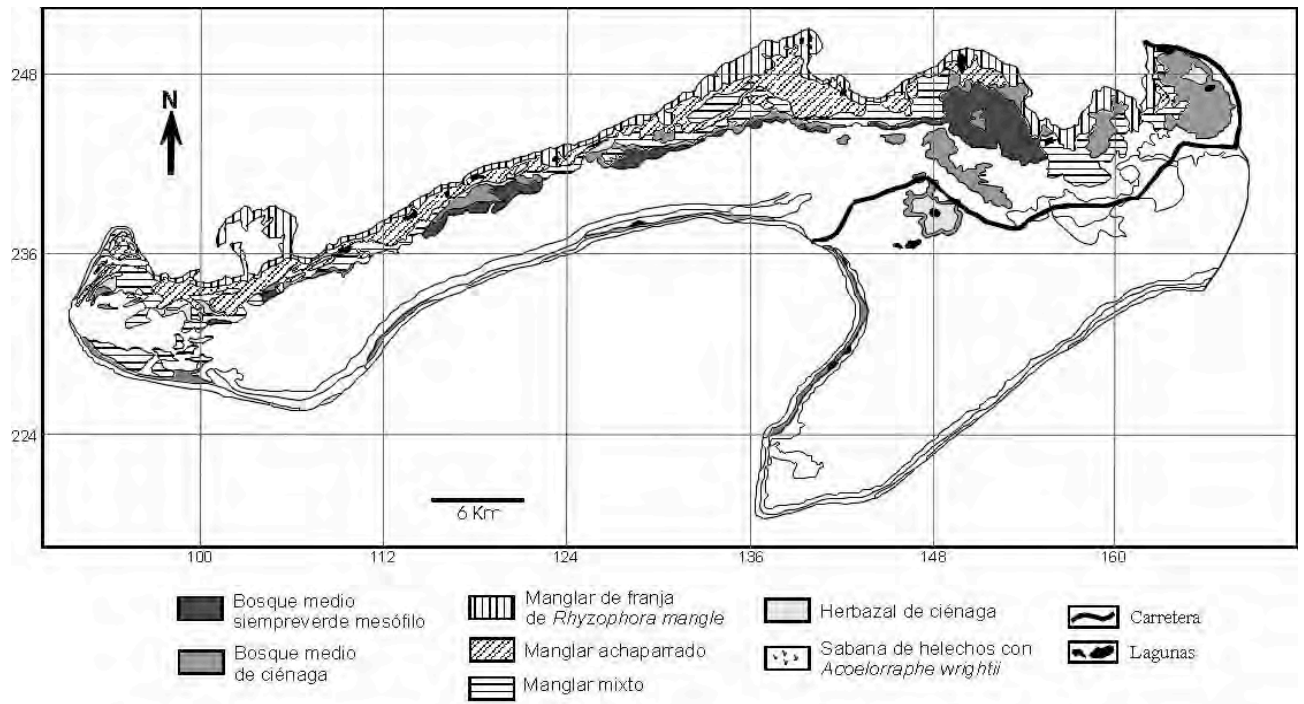 N
248
236
224
6 Km
100
112
124
136
148
160
Bosque medio
siempreverde mesófilo
Bosque medio
de ciénaga
Manglar de franja
de Rhyzophora mangle
Manglar achaparrado
Manglar mixto
Herbazal de ciénaga
Sabana de helechos con
Acoelorraphe wrightii
Carretera
Lagunas